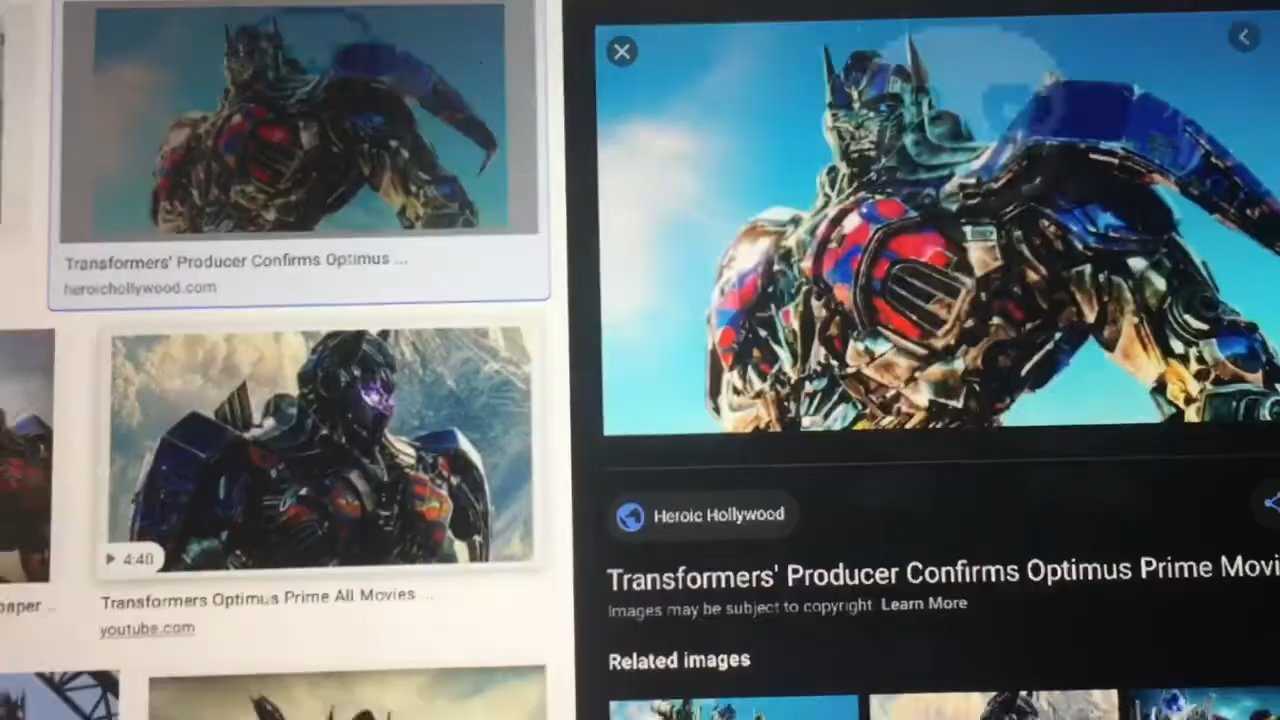 Transformers' Producer Confirms Optimus ...
heroichollywood.com
4:40
Transformers Optimus Prime All Movies ...
youtube.com
paper ...
Heroic Hollywood
Transformers' Producer Confirms Optimus Prime Movi
Images may be subject to copyright Learn More
Related images